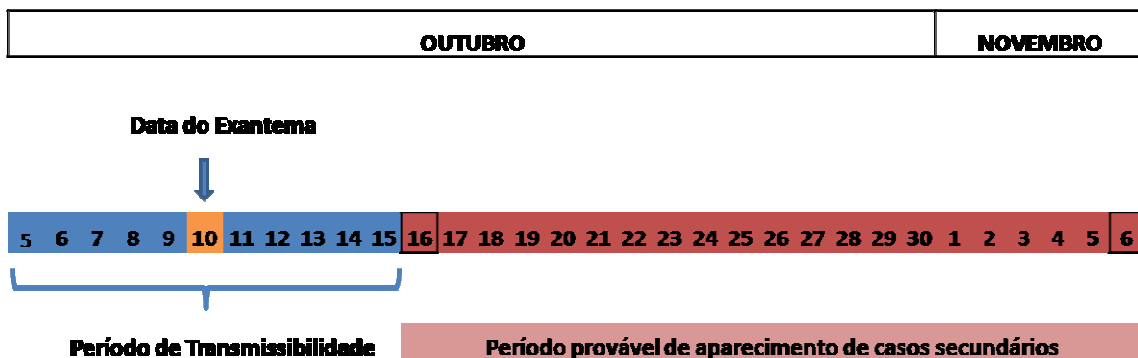 OUTUBRO NOVEMBRO
Data do Exantema
5 6 7 8 9 10 11 12 13 14 15 16 17 18 19 20 21 22 23 24 25 26 27 28 29 30 1 2 3 4 5 6
Período de Transmissibilidade Período provável de aparecimento de casos secundários